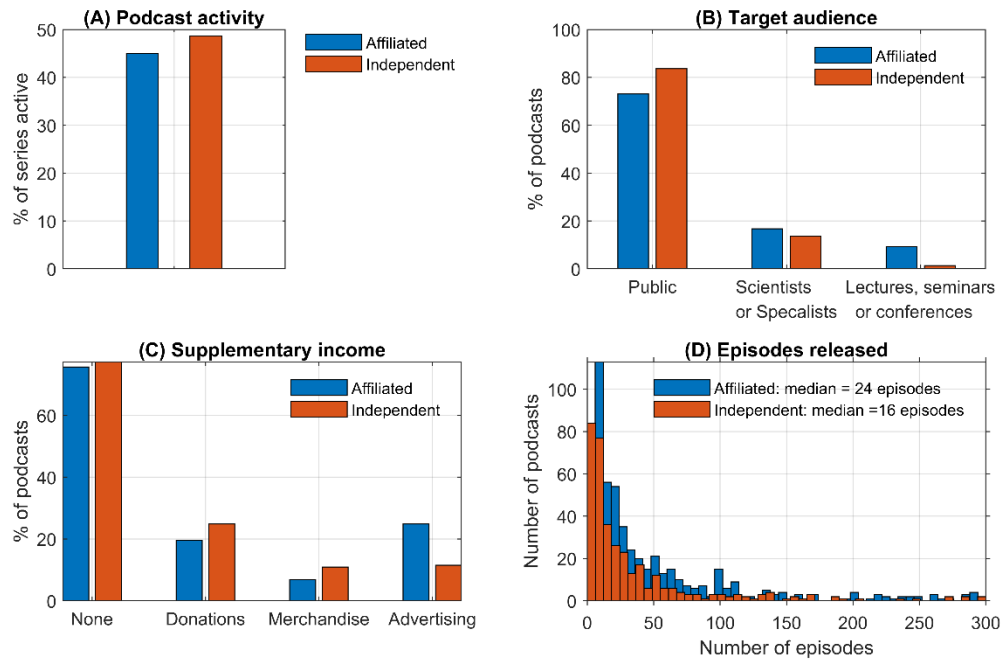 (A) Podcast activity
% of series active
50
40
30
20
10
0
Affiliated
Independent
(B) Target audience
% of podcasts
100
80
60
40
20
0
Affiliated
Independent
Public
Scientists
or Specalists
Lectures, seminars
or conferences
(C) Supplementary income
% of podcasts
60
40
20
0
Affiliated
Independent
None
Donations
Merchandise
Advertising
(D) Episodes released
Number of podcasts
100
80
60
40
20
0
Affiliated: median = 24 episodes
Independent: median =16 episodes
0
50
100
150
200
250
300
Number of episodes